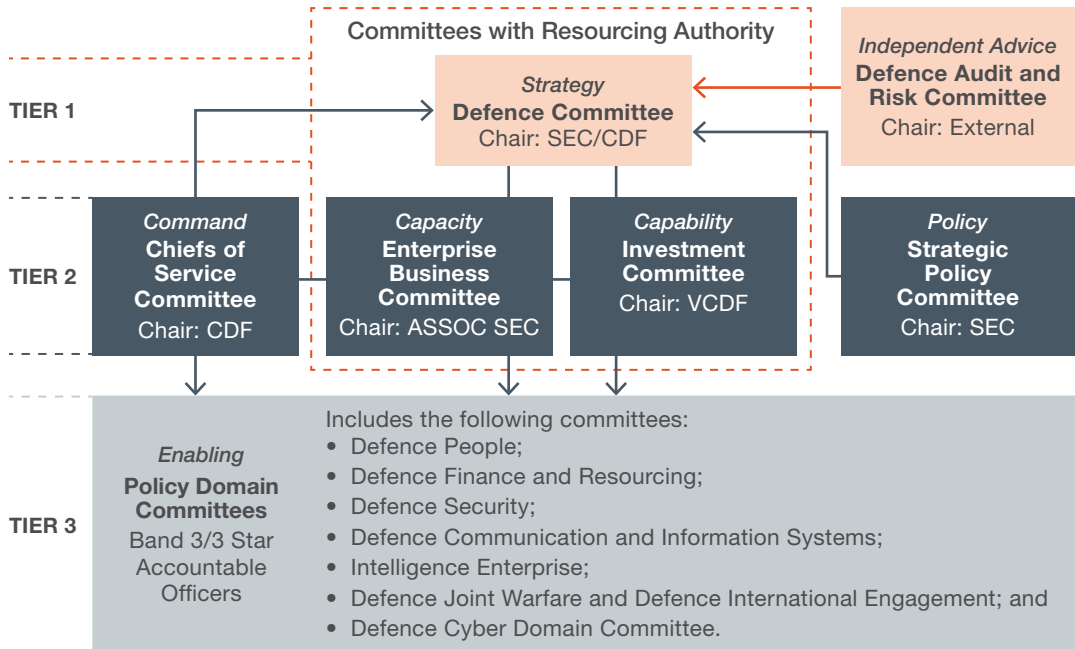 Committees with Resourcing Authority
TIER 1
Strategy
Defence Committee
Chair: SEC/CDF
Independent Advice
Defence Audit and
Risk Committee
Chair: External
TIER 2
Command
Chiefs of
Service
Committee
Chair: CDF
Capacity
Enterprise
Business
Committee
Chair: ASSOC SEC
Capability
Investment
Committee
Chair: VCDF
Policy
Strategic
Policy
Committee
Chair: SEC
TIER 3
Enabling
Policy Domain
Committees
Band 3/3 Star
Accountable
Officers
Includes the following committees:
• Defence People;
• Defence Finance and Resourcing;
• Defence Security;
• Defence Communication and Information Systems;
• Intelligence Enterprise;
• Defence Joint Warfare and Defence International Engagement; and
• Defence Cyber Domain Committee.